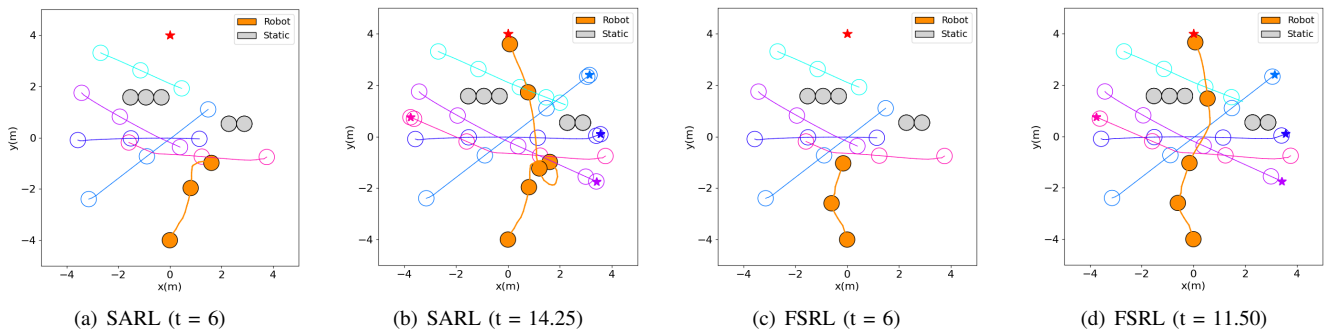 Robot
Static
y(m)
4
2
0
−2
−4
−4 −2 0 2 4
x(m)
(a) SARL (t = 6)
Robot
Static
y(m)
4
2
0
−2
−4
−4 −2 0 2 4
x(m)
(b) SARL (t = 14.25)
Robot
Static
y(m)
4
2
0
−2
−4
−4 −2 0 2 4
x(m)
(c) FSRL (t = 6)
Robot
Static
y(m)
4
2
0
−2
−4
−4 −2 0 2 4
x(m)
(d) FSRL (t = 11.50)